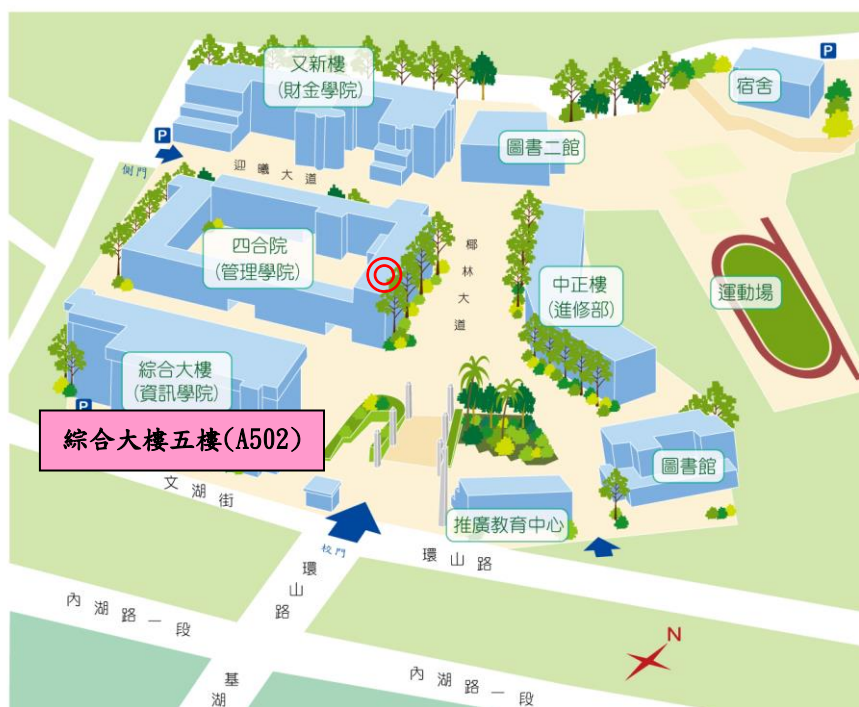 又新樓
(財金學院)
P
宿舍
圖書二館
P
側門
迎曦大道
四合院
(管理學院)
椰林大道
中正樓
(進修部)
運動場
綜合大樓
(資訊學院)
P
綜合大樓五樓(A502)
圖書館
文湖街
推廣教育中心
校門
環山路
環山路
內湖路一段
N
基湖
內湖路一段